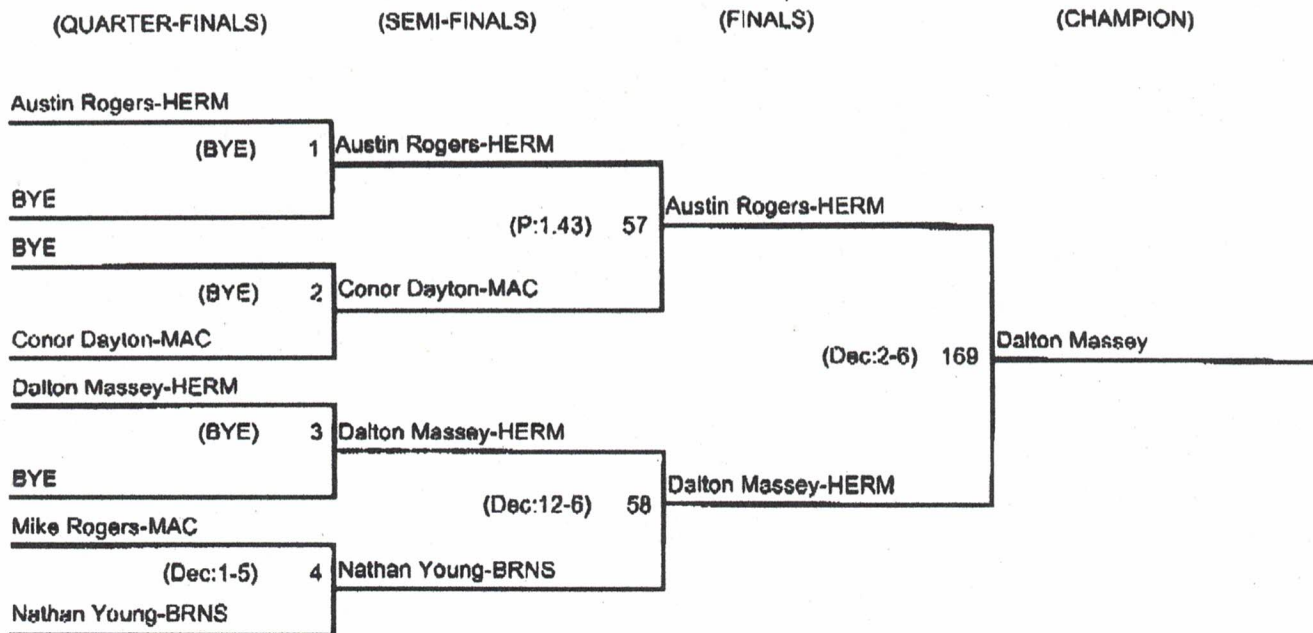 (QUARTER-FINALS) (SEMI-FINALS) (FINALS) (CHAMPION)
Austin Rogers-HERM
(BYE) 1
Austin Rogers-HERM
BYE
(P:1.43) 57
Austin Rogers-HERM
BYE
(BYE) 2
Conor Dayton-MAC
Conor Dayton-MAC
(Dec:2-6) 169
Dalton Massey
Dalton Massey-HERM
(BYE) 3
Dalton Massey-HERM
BYE
(Dec:12-6) 58
Dalton Massey-HERM
Mike Rogers-MAC
(Dec:1-5) 4
Nathan Young-BRNS
Nathan Young-BRNS